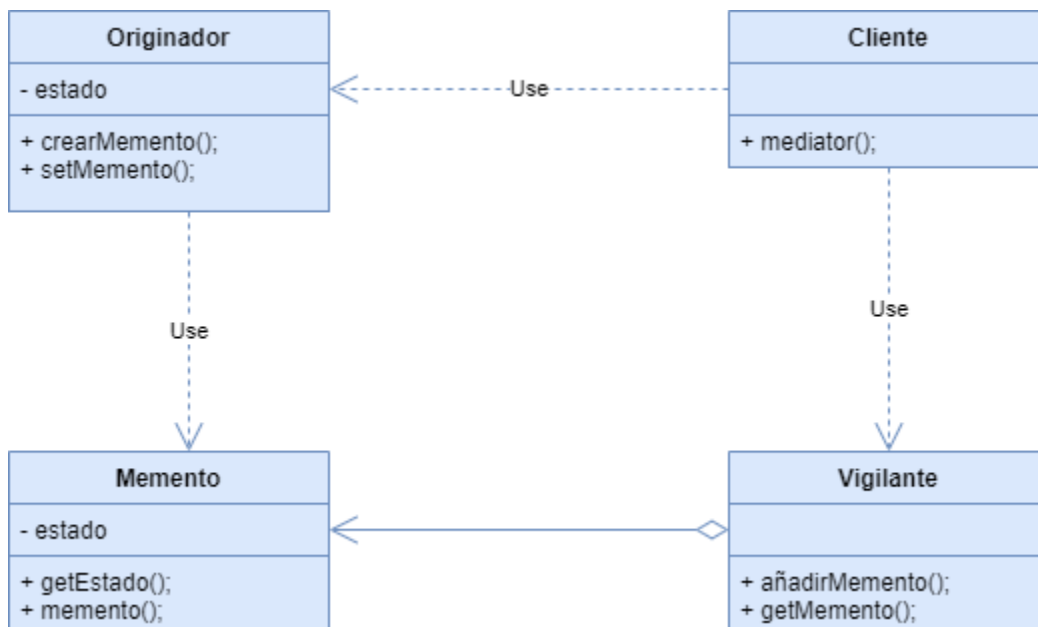 Originador
- estado
+ crearMemento();
+ setMemento();
Cliente
+ mediator();
Use
Use
Use
Memento
- estado
+ getEstado();
+ memento();
Vigilante
+ añadirMemento();
+ getMemento();